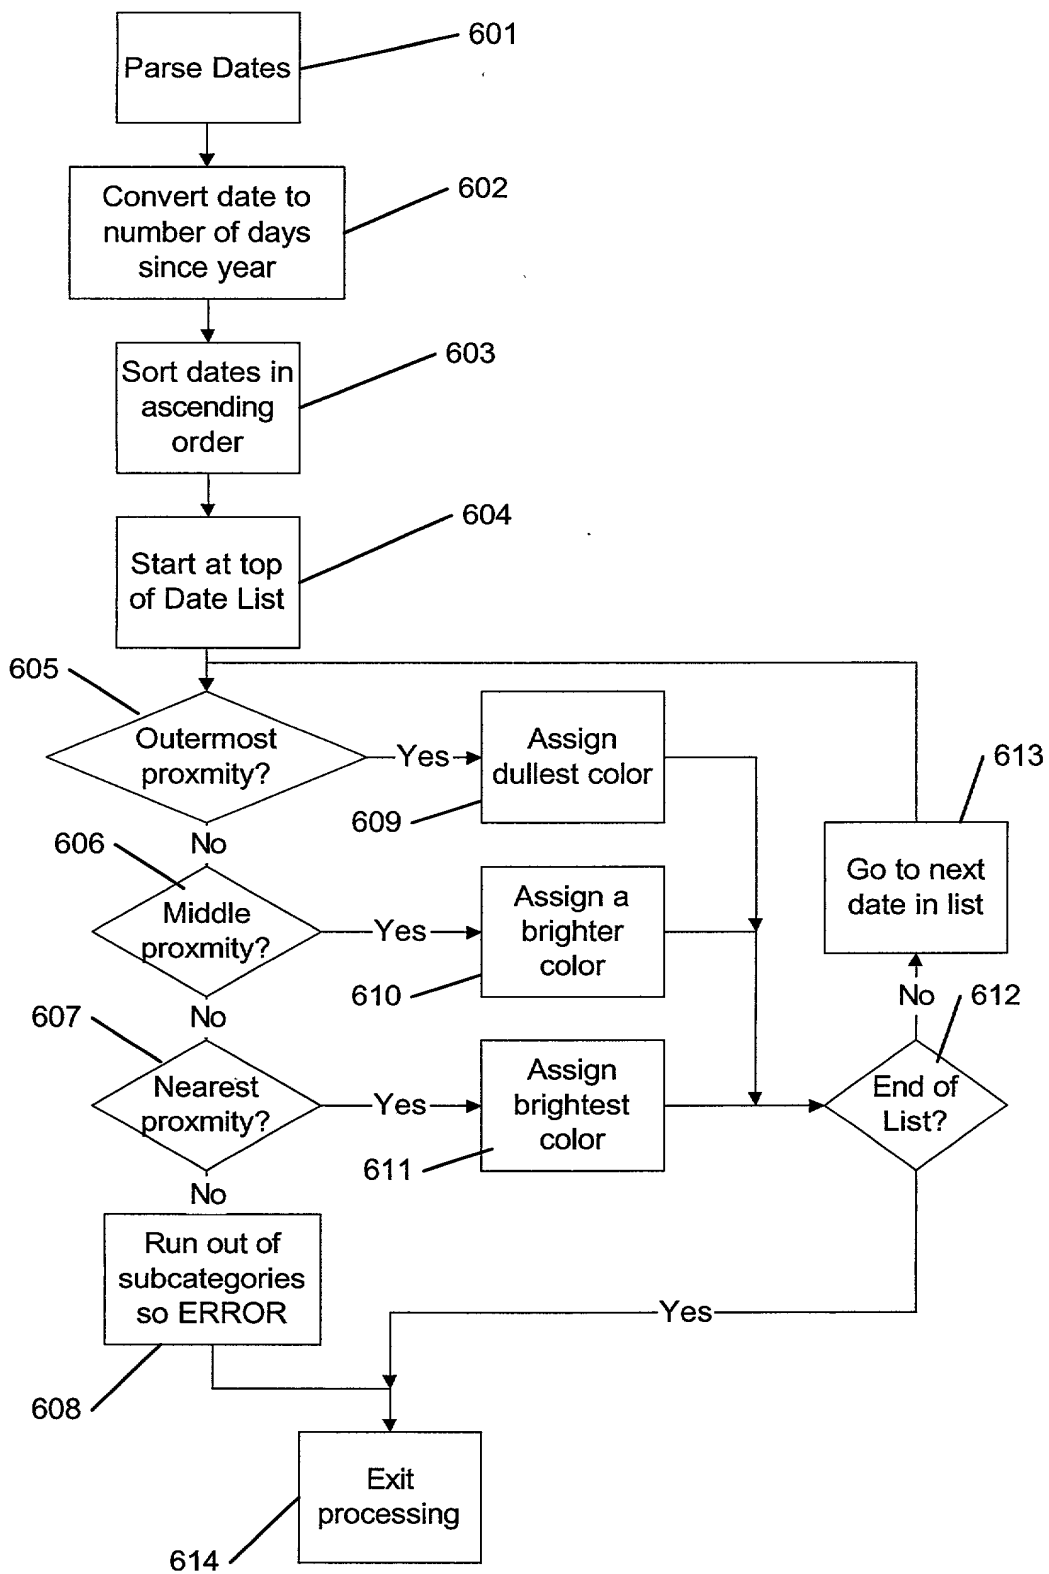 601
Parse Dates
602
Convert date to
number of days
since year
603
Sort dates in
ascending
order
604
Start at top
of Date List
605
Outermost
proxmity?
Yes
Assign
dullest color
609
613
Go to next
date in list
No
606
Middle
proxmity?
Yes
Assign a
brighter
color
610
No
612
No
607
Nearest
proxmity?
Yes
Assign
brightest
color
611
End of
List?
No
Run out of
subcategories
so ERROR
608
Yes
Exit
processing
614